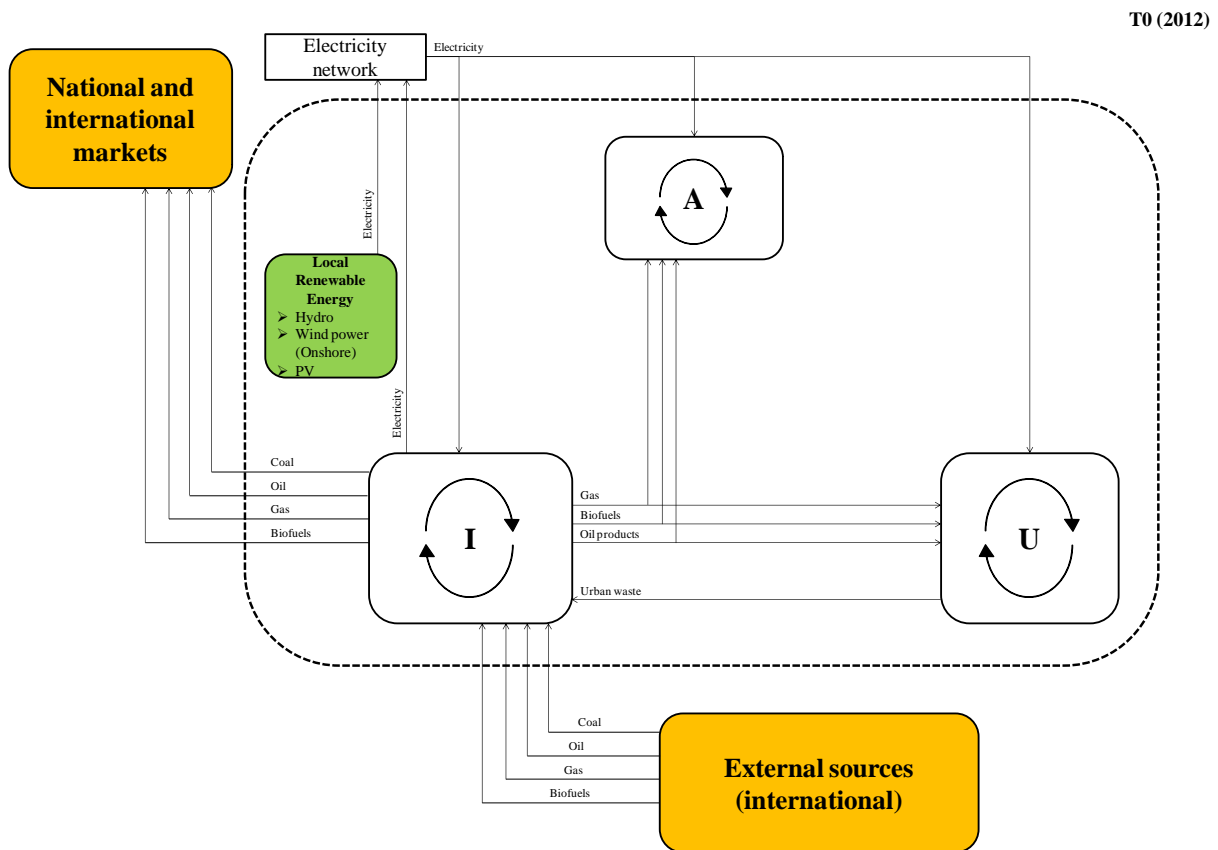 T0 (2012)
Electricity
network
Electricity
National and
international
markets
A
Electricity
Local
Renewable
Energy
➢ Hydro
➢ Wind power
(Onshore)
➢ PV
Electricity
Coal
Oil
Gas
Biofuels
I
Gas
Biofuels
Oil products
Urban waste
U
Coal
Oil
Gas
Biofuels
External sources
(international)